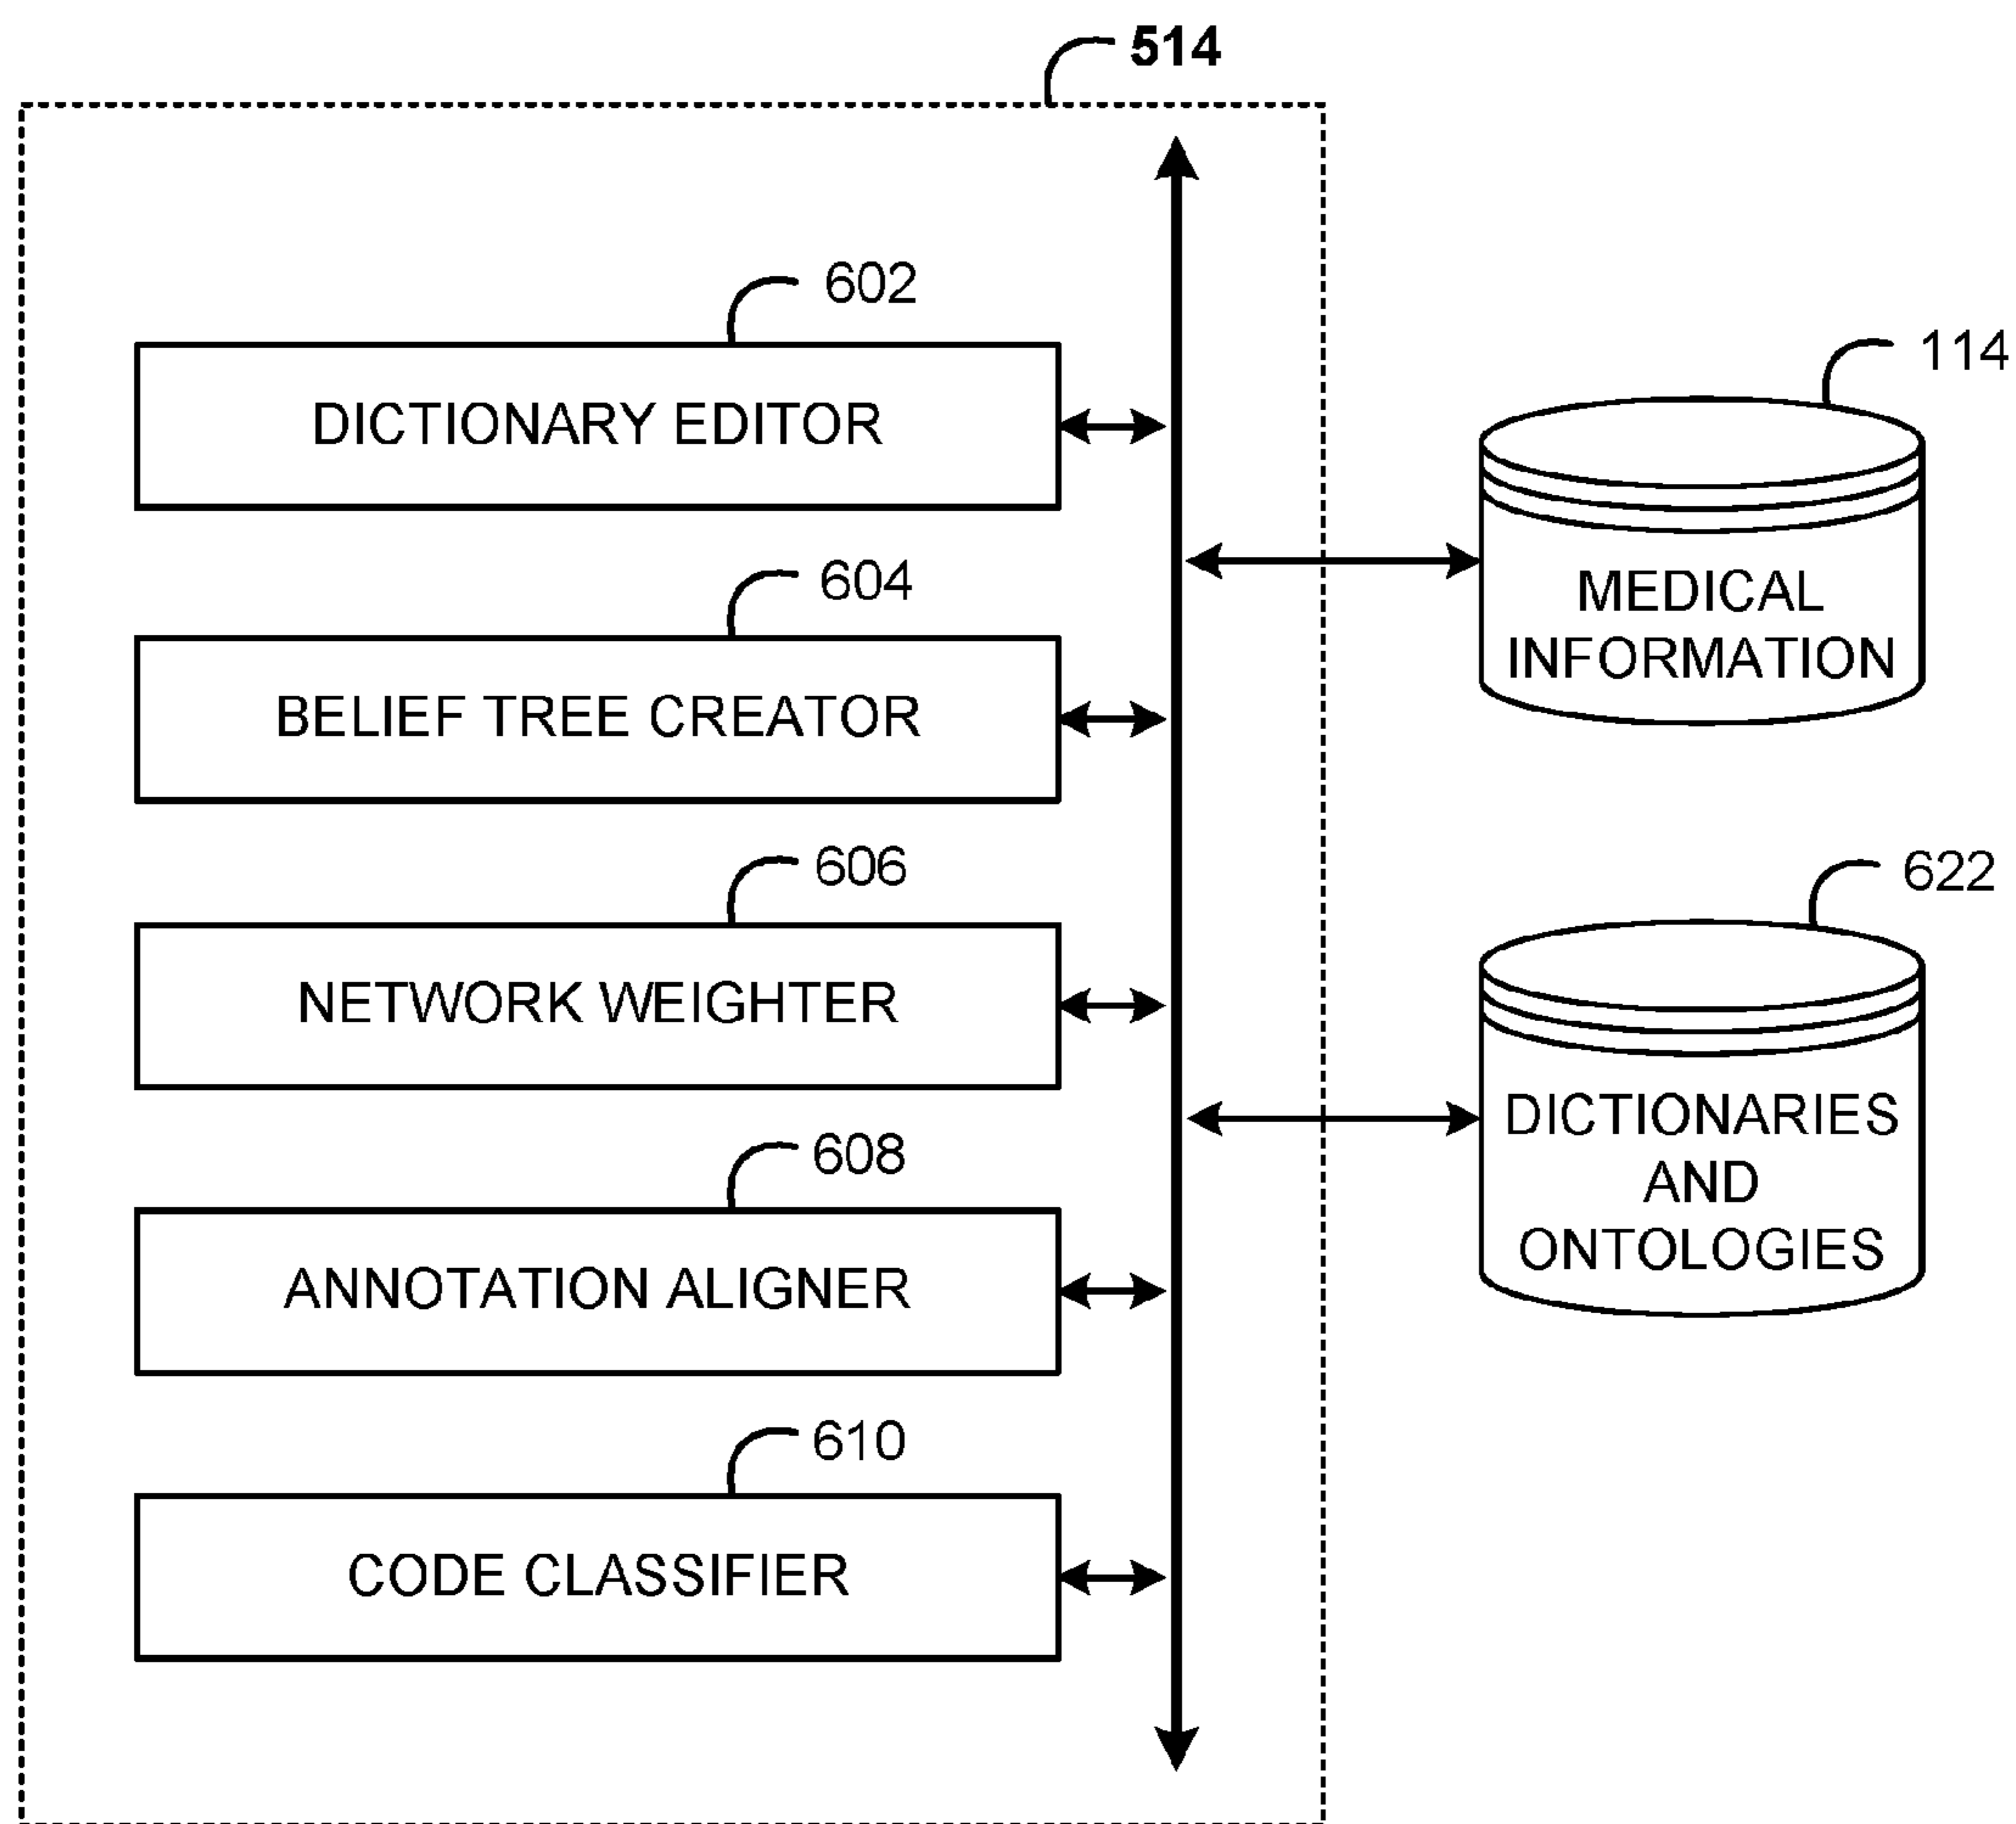 514
602
DICTIONARY EDITOR
604
BELIEF TREE CREATOR
606
NETWORK WEIGHTER
608
ANNOTATION ALIGNER
610
CODE CLASSIFIER
114
MEDICAL
INFORMATION
622
DICTIONARIES
AND
ONTOLOGIES